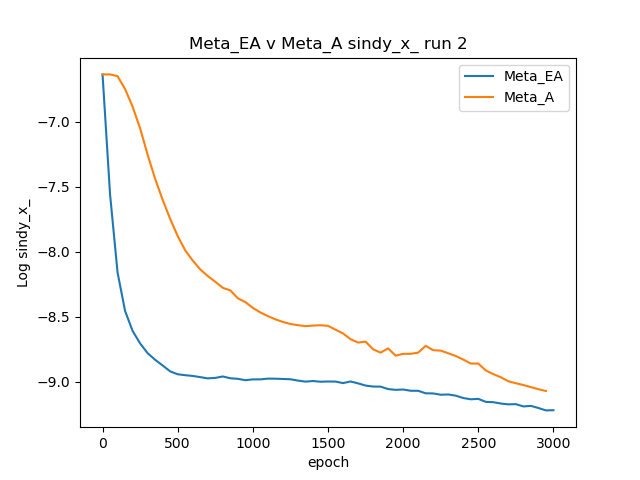 Meta_EA v Meta_A sindy_x_ run 2
Meta_EA
Meta_A
−7.0
−7.5
−8.0
−8.5
−9.0
Log sindy_x_
0
500
1000
1500
2000
2500
3000
epoch